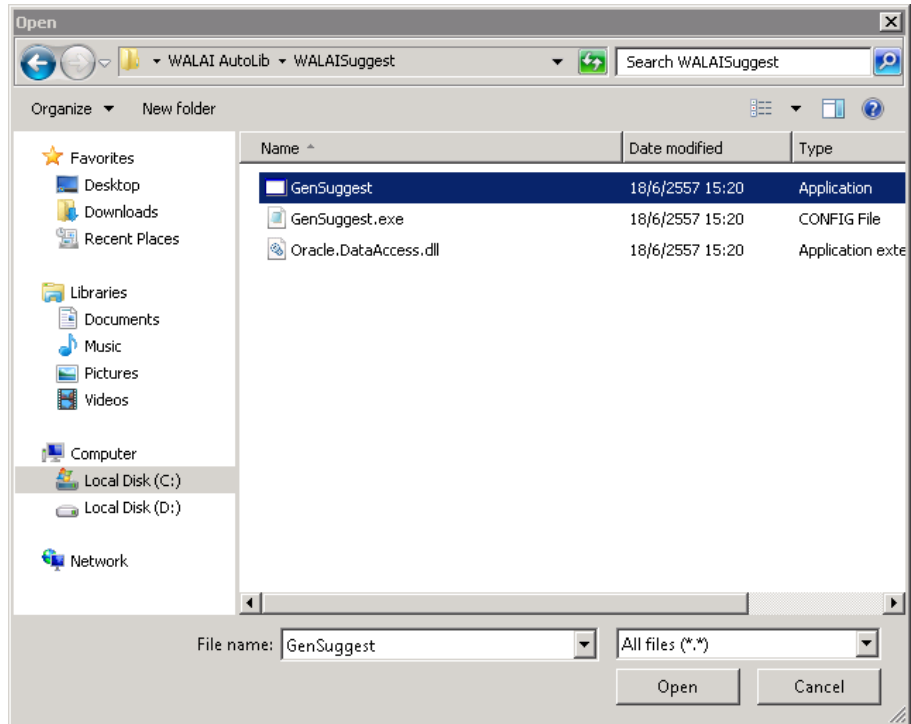 Open
WALAI AutoLib WALAISuggest Search WALAISuggest
Organize New folder
Name Date modified Type
Favorites
Desktop
Downloads
Recent Places
Libraries
Documents
Music
Pictures
Videos
Computer
Local Disk (C:)
Local Disk (D:)
Network
GenSuggest 18/6/2557 15:20 Application
GenSuggest.exe 18/6/2557 15:20 CONFIG File
Oracle.DataAccess.dll 18/6/2557 15:20 Application exte
File name: GenSuggest All files (*.*)
Open Cancel